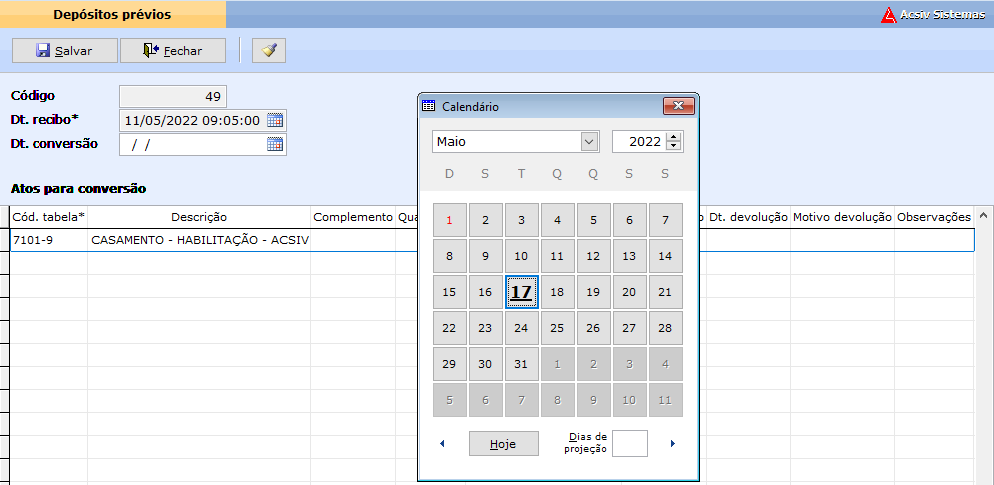 Depósitos prévios
Acsiv Sistemas
Salvar
Fechar
Código 49
Dt. recibo* 11/05/2022 09:05:00
Dt. conversão / /
Atos para conversão
Cód. tabela* Descrição Complemento Qua o Dt. devolução Motivo devolução Observações
7101-9 CASAMENTO - HABILITAÇÃO - ACSIV
Calendário
Maio 2022
D S T Q Q S S
1 2 3 4 5 6 7
8 9 10 11 12 13 14
15 16 17 18 19 20 21
22 23 24 25 26 27 28
29 30 31 1 2 3 4
5 6 7 8 9 10 11
Hoje
Dias de
projeção